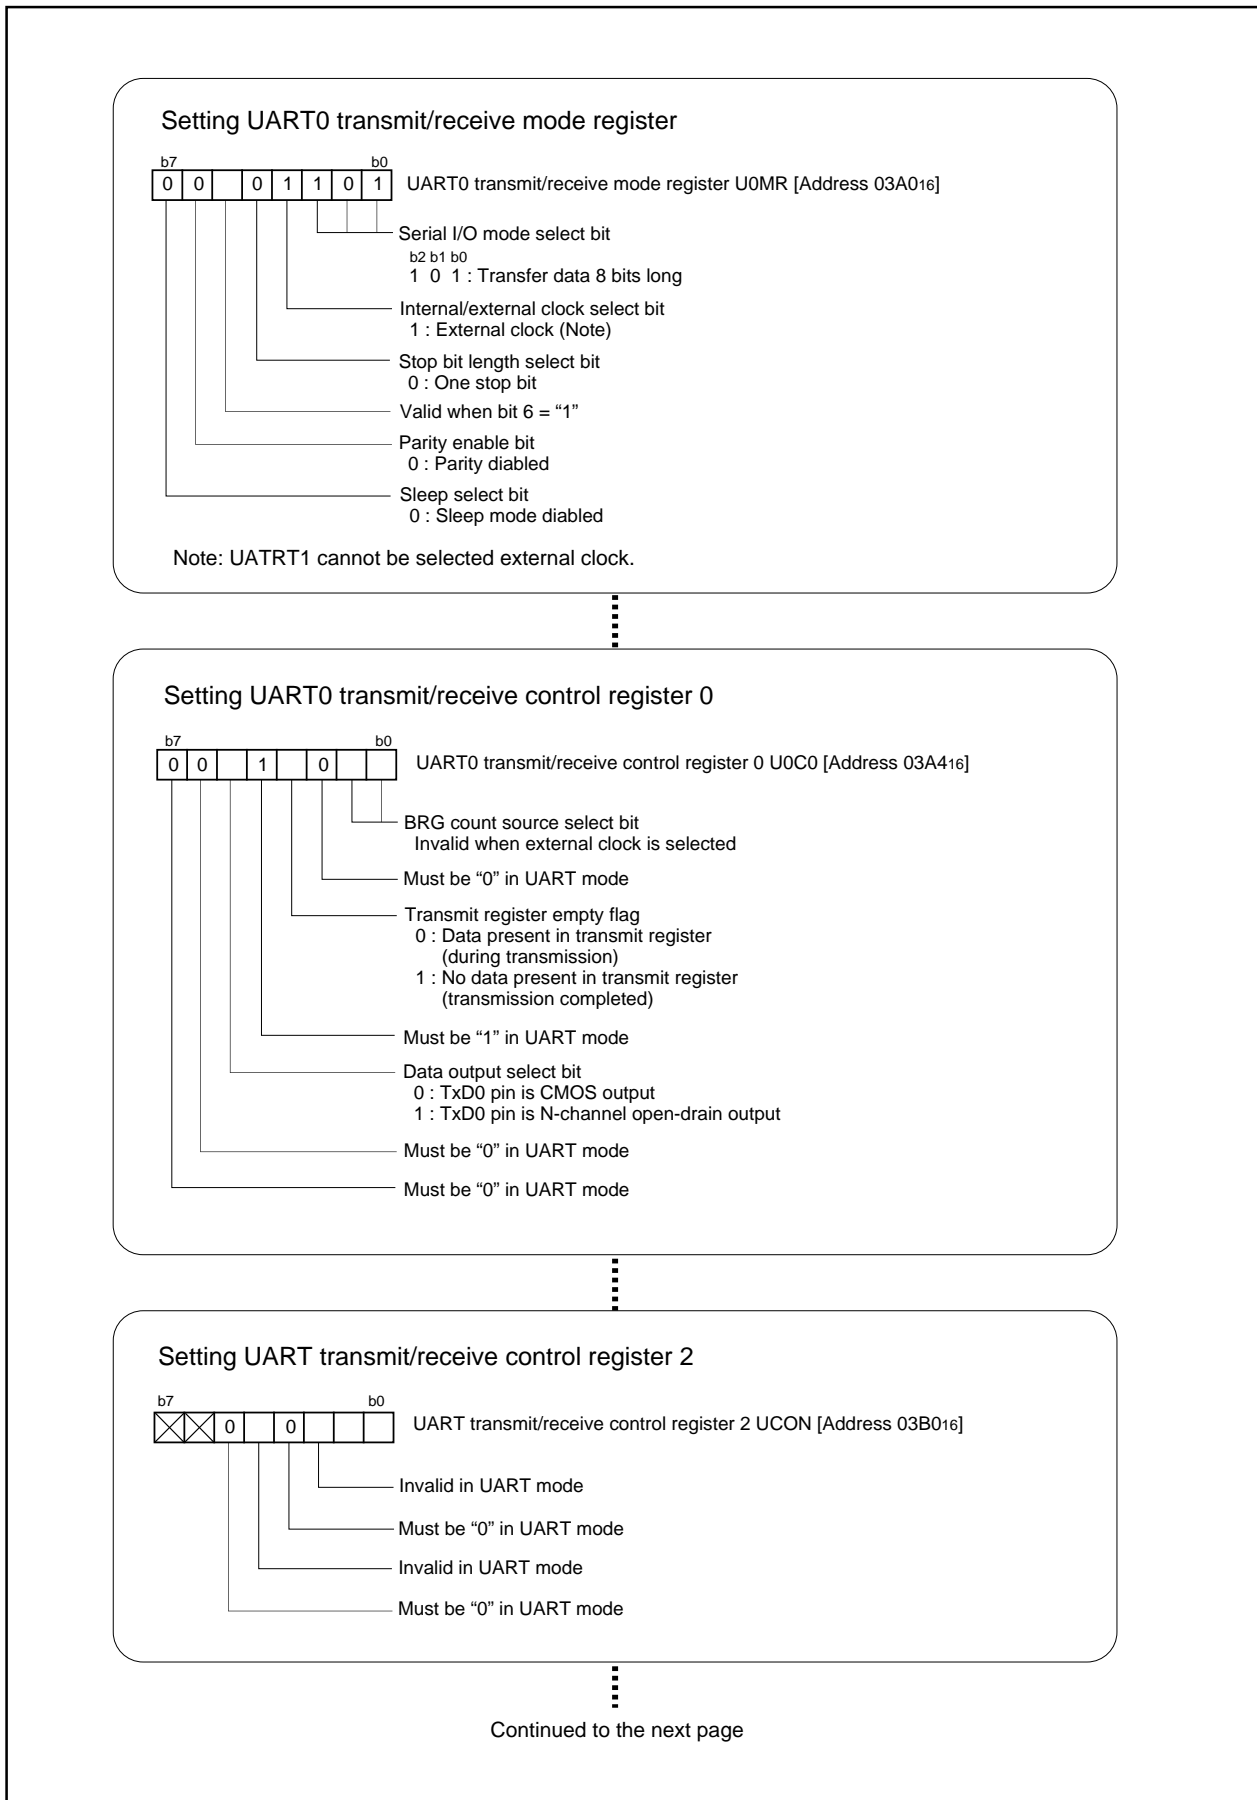 Setting UART0 transmit/receive mode register
b7 b0
0 0 0 1 1 0 1 UART0 transmit/receive mode register U0MR [Address 03A016]
Serial I/O mode select bit
b2 b1 b0
1 0 1 : Transfer data 8 bits long
Internal/external clock select bit
1 : External clock (Note)
Stop bit length select bit
0 : One stop bit
Valid when bit 6 = “1”
Parity enable bit
0 : Parity diabled
Sleep select bit
0 : Sleep mode diabled
Note: UATRT1 cannot be selected external clock.
Setting UART0 transmit/receive control register 0
b7 b0
0 0 1 0 UART0 transmit/receive control register 0 U0C0 [Address 03A416]
BRG count source select bit
Invalid when external clock is selected
Must be “0” in UART mode
Transmit register empty flag
0 : Data present in transmit register
(during transmission)
1 : No data present in transmit register
(transmission completed)
Must be “1” in UART mode
Data output select bit
0 : TxD0 pin is CMOS output
1 : TxD0 pin is N-channel open-drain output
Must be “0” in UART mode
Must be “0” in UART mode
Setting UART transmit/receive control register 2
b7 b0
0 0 UART transmit/receive control register 2 UCON [Address 03B016]
Invalid in UART mode
Must be “0” in UART mode
Invalid in UART mode
Must be “0” in UART mode
Continued to the next page